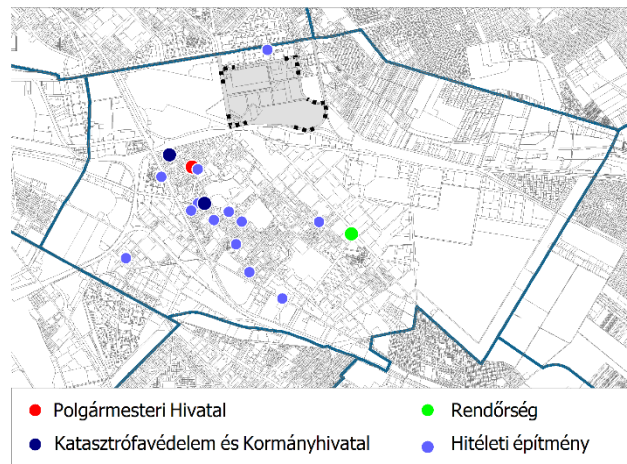 Polgármesteri Hivatal
Rendőrség
Katasztrófavédelem és Kormányhivatal
Hitéleti építmény